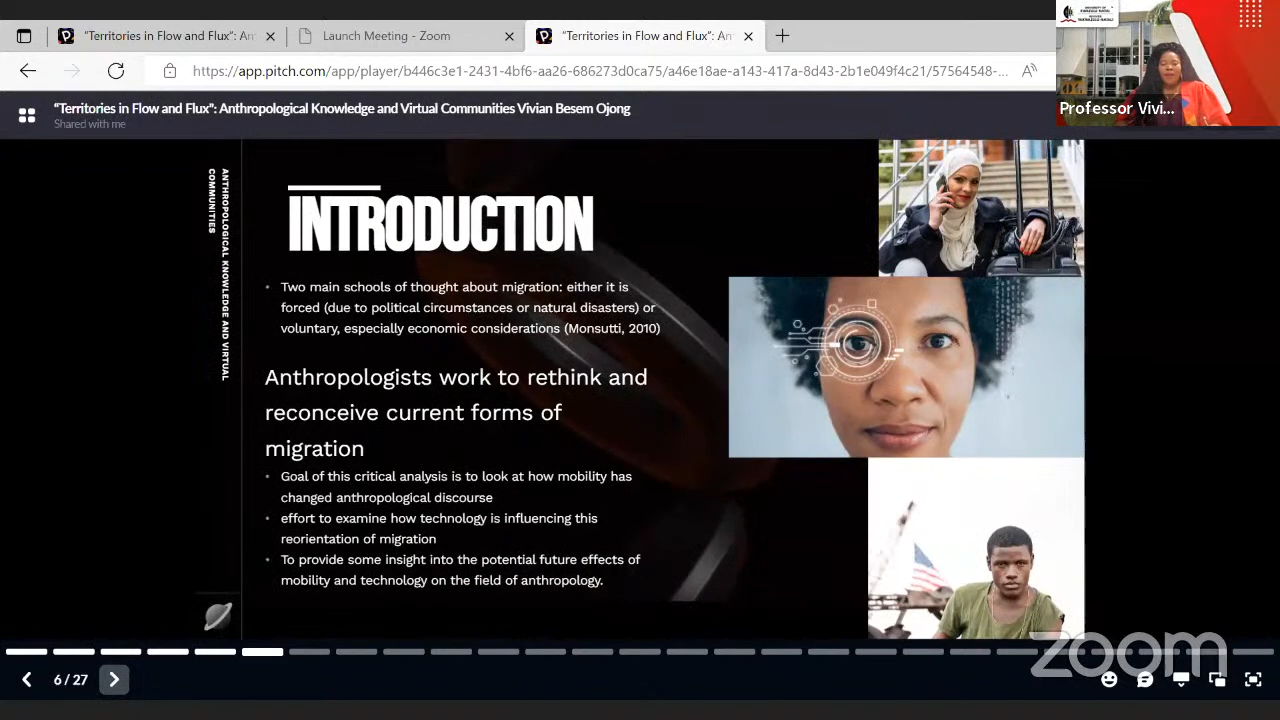 "Territories in Flow and Flux": An
Launch Meeting - Zoom
"Territories in Flow and Flux": An
https://app.pitch.com/app/player/b446c3e1-2431-4bf6-aa26-686273d0ca75/a46e18ae-a143-417a-8d43-2b1e049f4c21/57564548-...
"Territories in Flow and Flux": Anthropological Knowledge and Virtual Communities Vivian Besem Ojong
Shared with me
Professor Vivi...
ANTHROPOLOGICAL KNOWLEDGE AND VIRTUAL
COMMUNITIES
INTRODUCTION
• Two main schools of thought about migration: either it is
forced (due to political circumstances or natural disasters) or
voluntary, especially economic considerations (Monsutti, 2010)
Anthropologists work to rethink and
reconceive current forms of
migration
• Goal of this critical analysis is to look at how mobility has
changed anthropological discourse
• effort to examine how technology is influencing this
reorientation of migration
• To provide some insight into the potential future effects of
mobility and technology on the field of anthropology.
6 / 27
zoom